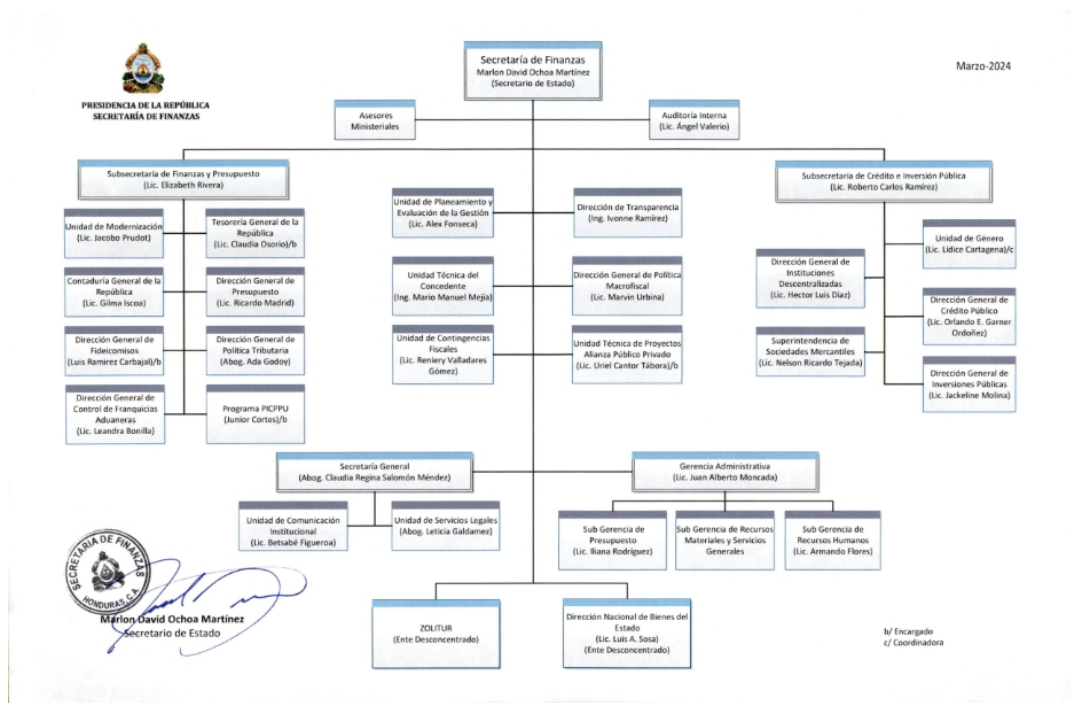 PRESIDENCIA DE LA REPÚBLICA
SECRETARÍA DE FINANZAS
Marzo-2024
Secretaría de Finanzas
Marlon David Ochoa Martínez
(Secretario de Estado)
Asesores
Ministeriales
Auditoría Interna
(Lic. Ángel Valerio)
Subsecretaría de Finanzas y Presupuesto
(Lic. Elizabeth Rivera)
Subsecretaría de Crédito e Inversión Pública
(Lic. Roberto Carlos Ramírez)
Unidad de Modernización
(Lic. Jacobo Prudot)
Tesorería General de la
República
(Lic. Claudia Osorio)/b
Contaduría General de la
República
(Lic. Gilma Iscoa)
Dirección General de
Presupuesto
(Lic. Ricardo Madrid)
Dirección General de
Fideicomisos
(Luis Ramirez Carbajal)/b
Dirección General de
Política Tributaria
(Abog. Ada Godoy)
Dirección General de
Control de Franquicias
Aduaneras
(Lic. Leandra Bonilla)
Programa PICPPU
(Junior Cortes)/b
Unidad de Planeamiento y
Evaluación de la Gestión
(Lic. Alex Fonseca)
Dirección de Transparencia
(Ing. Ivonne Ramírez)
Unidad Técnica del
Concedente
(Ing. Mario Manuel Mejía)
Dirección General de Política
Macrofiscal
(Lic. Marvin Urbina)
Unidad de Contingencias
Fiscales
(Lic. Reniery Valladares
Gómez)
Unidad Técnica de Proyectos
Alianza Público Privado
(Lic. Uriel Cantor Tábora)/b
Unidad de Género
(Lic. Lídice Cartagena)/c
Dirección General de
Instituciones
Descentralizadas
(Lic. Hector Luis Díaz)
Dirección General de
Crédito Público
(Lic. Orlando E. Garner
Ordoñez)
Superintendencia de
Sociedades Mercantiles
(Lic. Nelson Ricardo Tejada)
Dirección General de
Inversiones Públicas
(Lic. Jackeline Molina)
Secretaría General
(Abog. Claudia Regina Salomón Méndez)
Gerencia Administrativa
(Lic. Juan Alberto Moncada)
Unidad de Comunicación
Institucional
(Lic. Betsabé Figueroa)
Unidad de Servicios Legales
(Abog. Leticia Galdamez)
Sub Gerencia de
Presupuesto
(Lic. Iliana Rodríguez)
Sub Gerencia de Recursos
Materiales y Servicios
Generales
Sub Gerencia de
Recursos Humanos
(Lic. Armando Flores)
ZOLITUR
(Ente Desconcentrado)
Dirección Nacional de Bienes del
Estado
(Lic. Luis A. Sosa)
(Ente Desconcentrado)
SECRETARIA DE FINANZAS
HONDURAS, C.A.
Marlon David Ochoa Martínez
Secretario de Estado
b/ Encargado
c/ Coordinadora